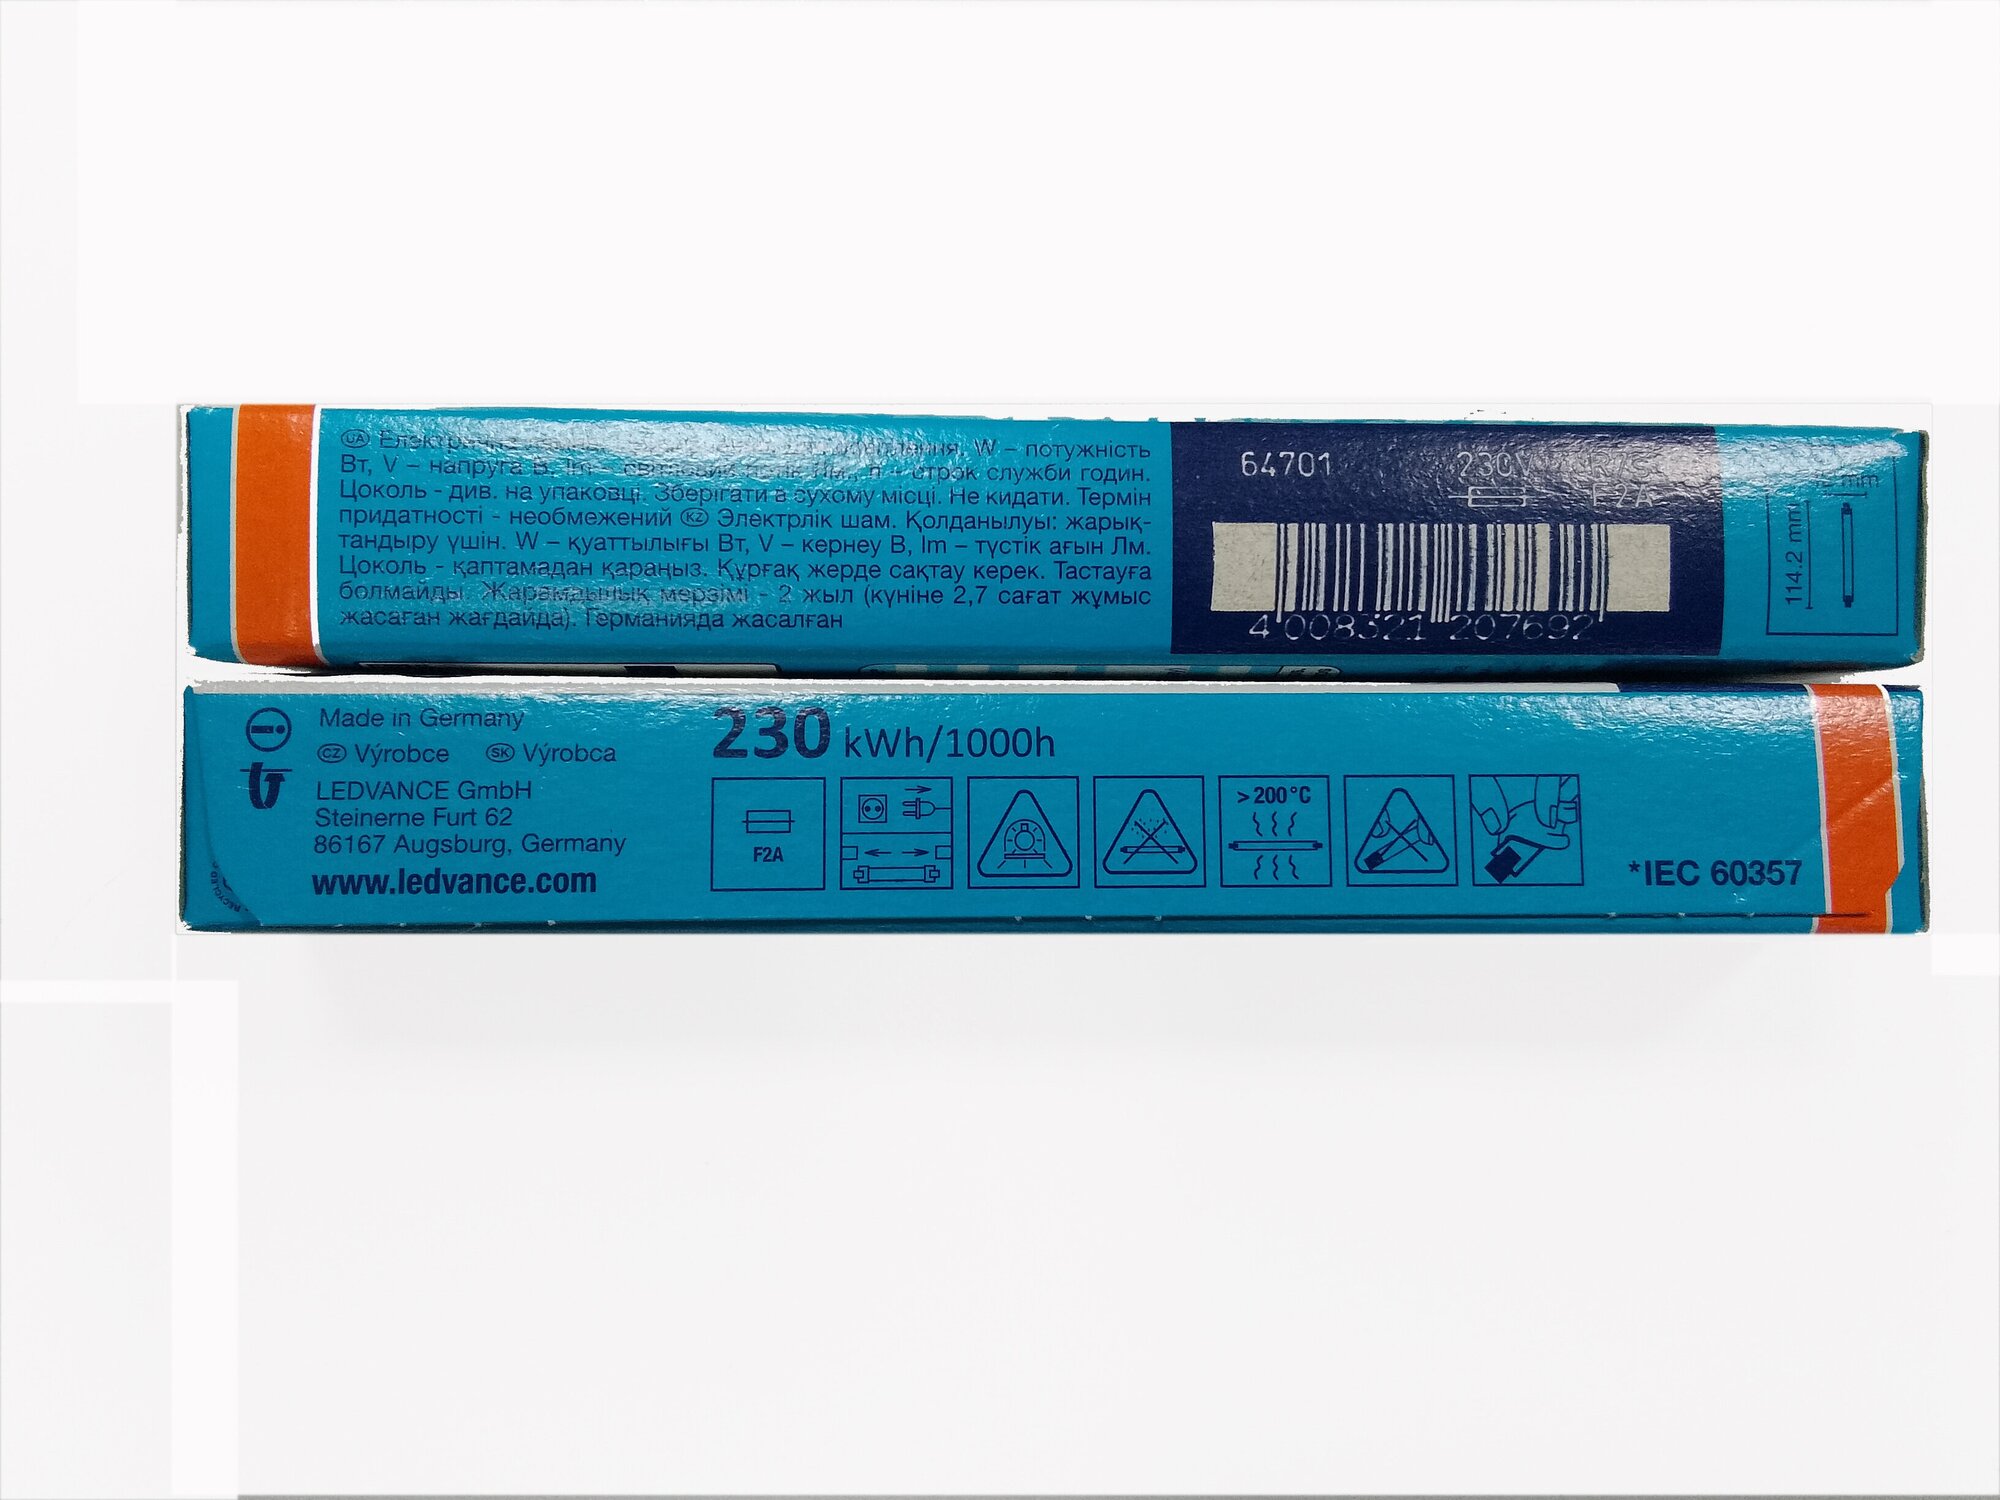 UA Електрична W – потужність
Вт, V – напруга В, lm – світловий Лм., h – строк служби годин.
Цоколь - див. на упаковці. Зберігати в сухому місці. Не кидати. Термін
придатності - необмежений KZ Электрлік шам. Қолданылуы: жарық-
тандыру үшін. W – қуаттылығы Вт, V – кернеу В, lm – түстік ағын Лм.
Цоколь - қаптамадан қараңыз. Құрғақ жерде сақтау керек. Тастауға
болмайды. Жарамдылық мерзімі - 2 жыл (күніне 2,7 сағат жұмыс
жасаған жағдайда). Германияда жасалған
64701 230V R7S
F2A
4 008321 207692
114.2 mm
Made in Germany
CZ Výrobce SK Výrobca
LEDVANCE GmbH
Steinerne Furt 62
86167 Augsburg, Germany
www.ledvance.com
230 kWh/1000h
F2A
>200°C
*IEC 60357